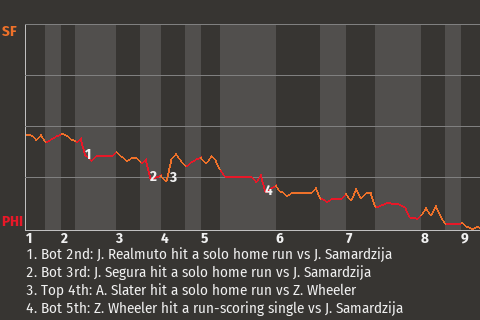 SF
1
2
3
4
PHI
1 2 3 4 5 6 7 8 9
1. Bot 2nd: J. Realmuto hit a solo home run vs J. Samardzija
2. Bot 3rd: J. Segura hit a solo home run vs J. Samardzija
3. Top 4th: A. Slater hit a solo home run vs Z. Wheeler
4. Bot 5th: Z. Wheeler hit a run-scoring single vs J. Samardzija